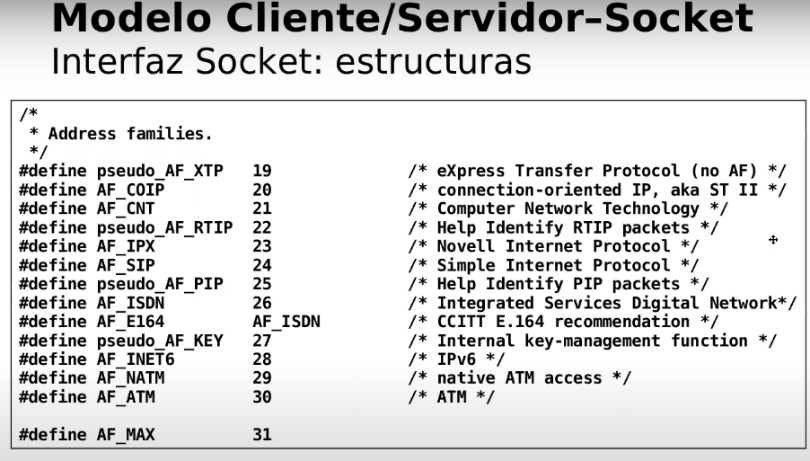 Modelo Cliente/Servidor–Socket
Interfaz Socket: estructuras
/*
 * Address families.
 */
#define pseudo_AF_XTP   19              /* eXpress Transfer Protocol (no AF) */
#define AF_COIP         20              /* connection-oriented IP, aka ST II */
#define AF_CNT          21              /* Computer Network Technology */
#define pseudo_AF_RTIP  22              /* Help Identify RTIP packets */
#define AF_IPX          23              /* Novell Internet Protocol */
#define AF_SIP          24              /* Simple Internet Protocol */
#define pseudo_AF_PIP   25              /* Help Identify PIP packets */
#define AF_ISDN         26              /* Integrated Services Digital Network*/
#define AF_E164         AF_ISDN         /* CCITT E.164 recommendation */
#define pseudo_AF_KEY   27              /* Internal key-management function */
#define AF_INET6        28              /* IPv6 */
#define AF_NATM         29              /* native ATM access */
#define AF_ATM          30              /* ATM */
#define AF_MAX          31